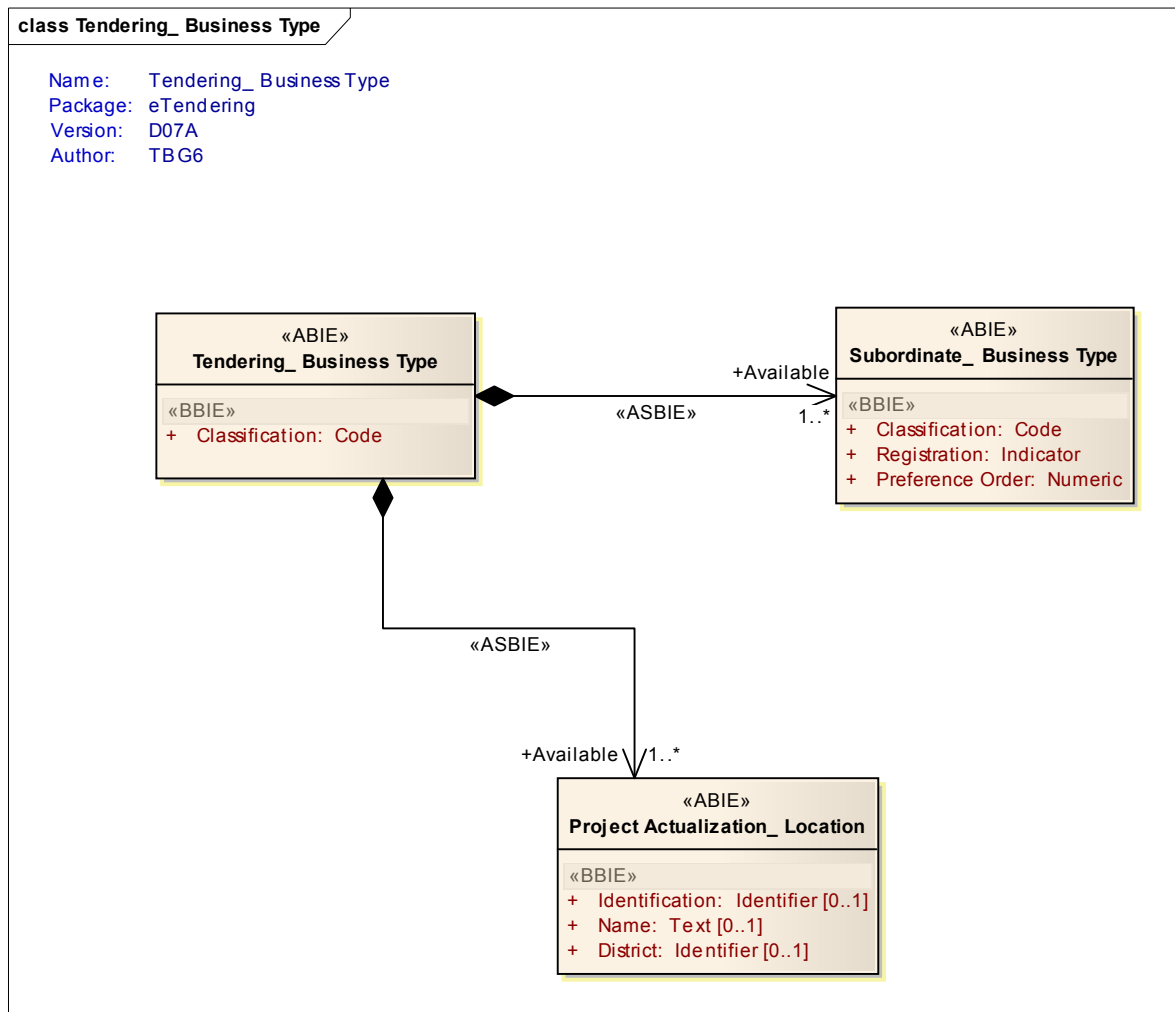 class Tendering_ Business Type
Name: Tendering_ Business Type
Package: eTendering
Version: D07A
Author: TBG6
«ABIE»
Tendering_ Business Type
«BBIE»
+ Classification: Code
«ABIE»
Subordinate_ Business Type
«BBIE»
+ Classification: Code
+ Registration: Indicator
+ Preference Order: Numeric
+Available
«ASBIE»
1..*
«ASBIE»
+Available
1..*
«ABIE»
Project Actualization_ Location
«BBIE»
+ Identification: Identifier [0..1]
+ Name: Text [0..1]
+ District: Identifier [0..1]